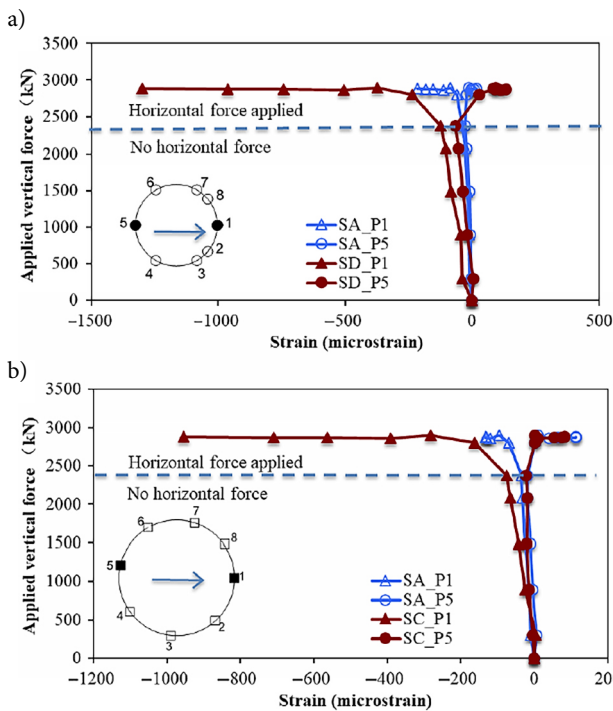 a)
3500
3000
2500
2000
1500
1000
500
0
Applied vertical force (kN)
Horizontal force applied
No horizontal force
6 7 8 5 1 4 3 2
SA_P1
SA_P5
SD_P1
SD_P5
−1500 −1000 −500 0 500
Strain (microstrain)
b)
3500
3000
2500
2000
1500
1000
500
0
Applied vertical force (kN)
Horizontal force applied
No horizontal force
6 7 8 5 1 4 3 2
SA_P1
SA_P5
SC_P1
SC_P5
−1200 −1000 −800 −600 −400 −200 0 20
Strain (microstrain)